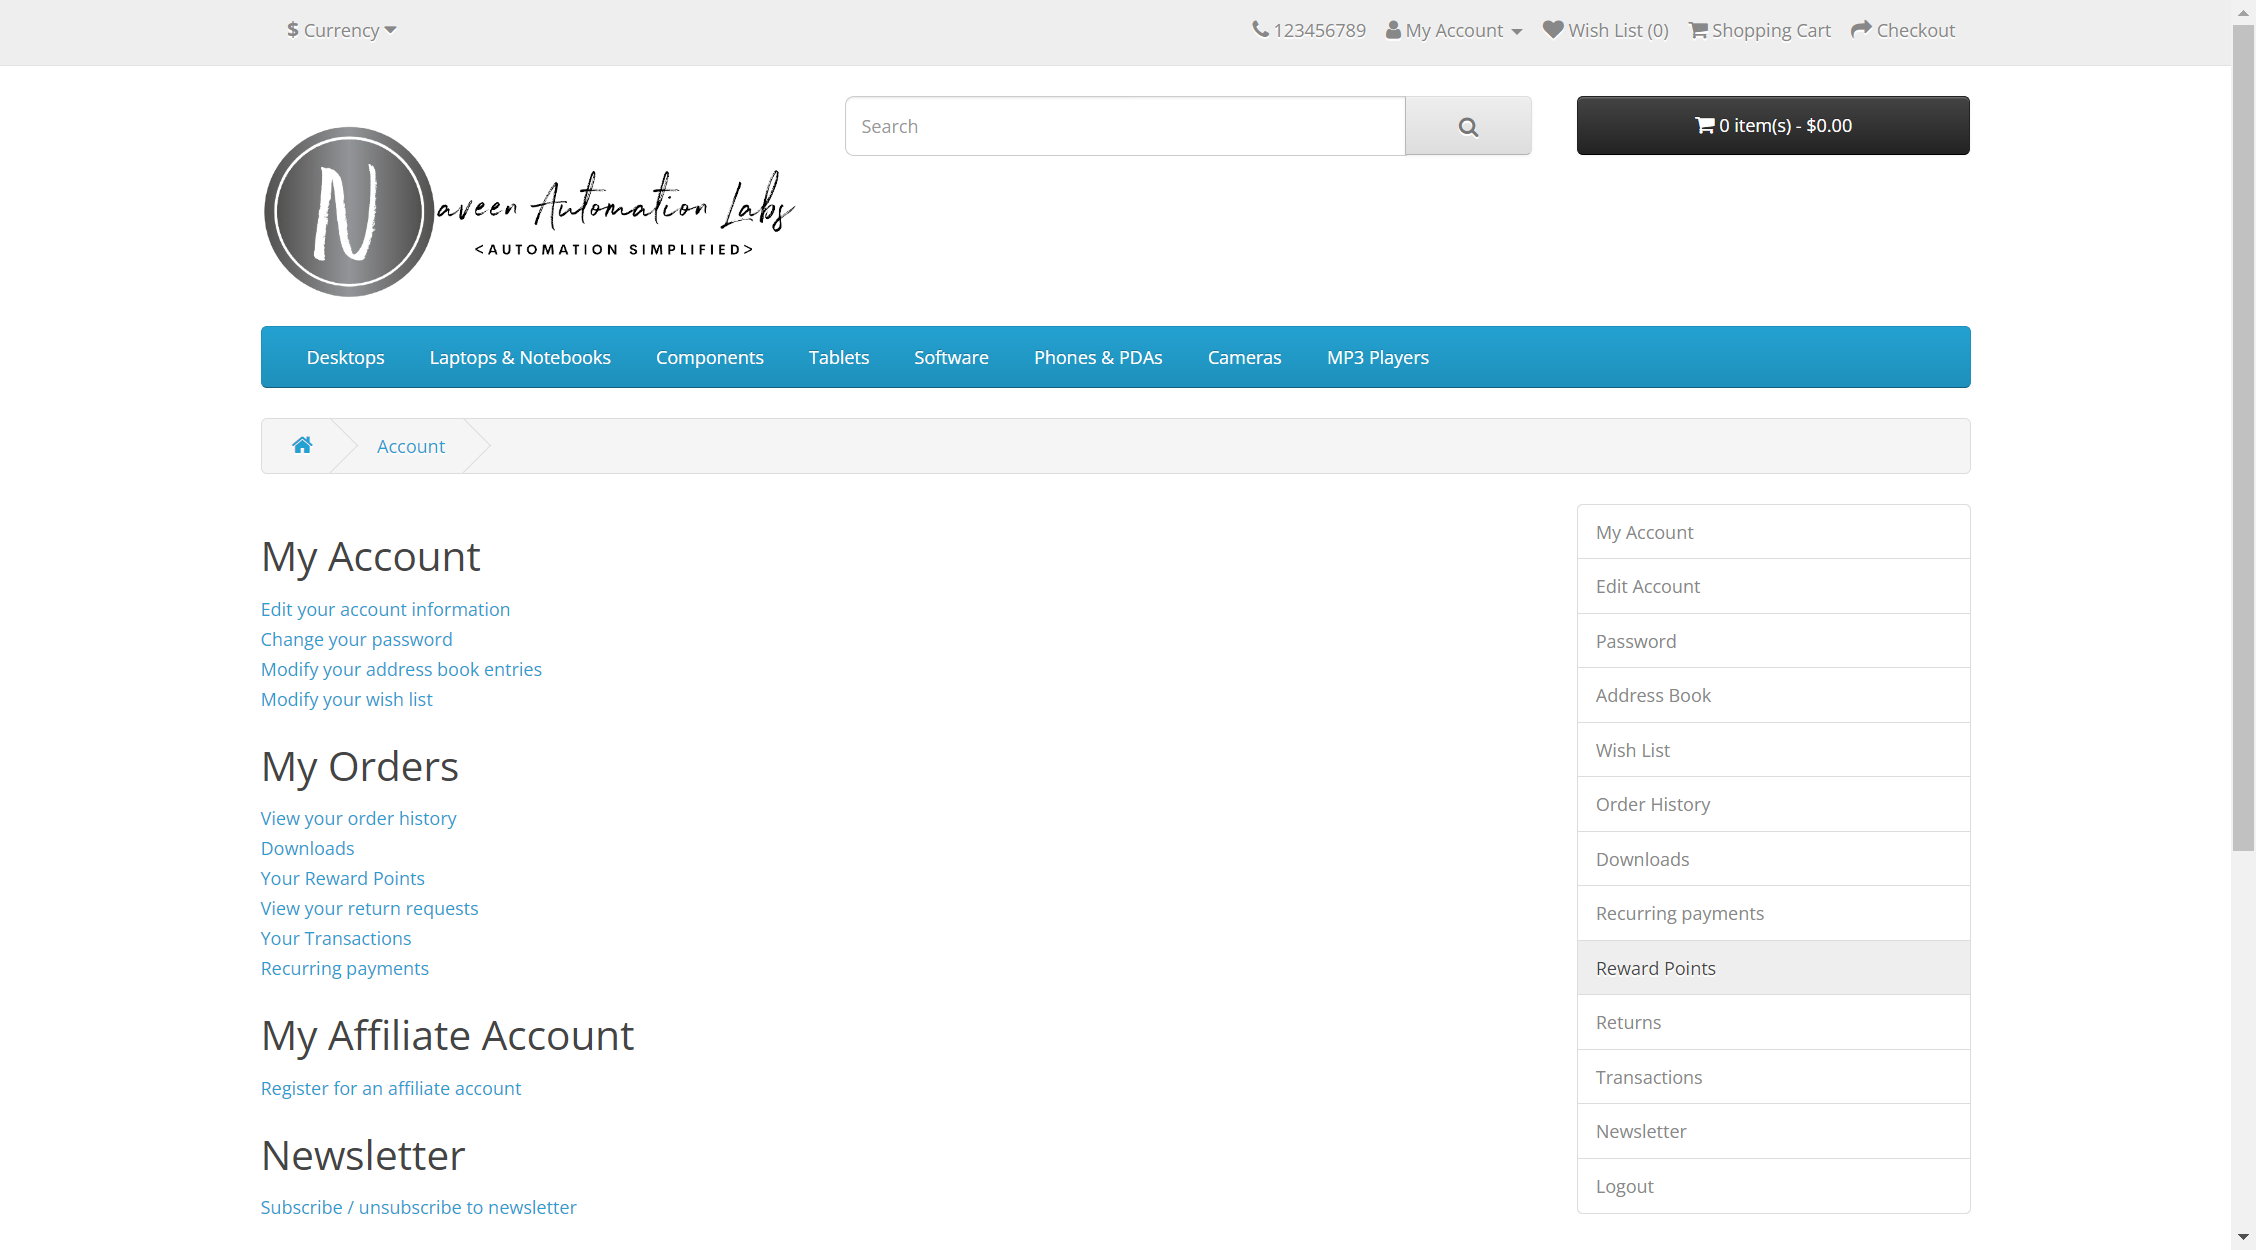 $ Currency
123456789 My Account Wish List (0) Shopping Cart Checkout
Search
0 item(s) - $0.00
Naveen Automation Labs
<AUTOMATION SIMPLIFIED>
Desktops Laptops & Notebooks Components Tablets Software Phones & PDAs Cameras MP3 Players
Account
My Account
Edit your account information
Change your password
Modify your address book entries
Modify your wish list
My Orders
View your order history
Downloads
Your Reward Points
View your return requests
Your Transactions
Recurring payments
My Affiliate Account
Register for an affiliate account
Newsletter
Subscribe / unsubscribe to newsletter
My Account
Edit Account
Password
Address Book
Wish List
Order History
Downloads
Recurring payments
Reward Points
Returns
Transactions
Newsletter
Logout